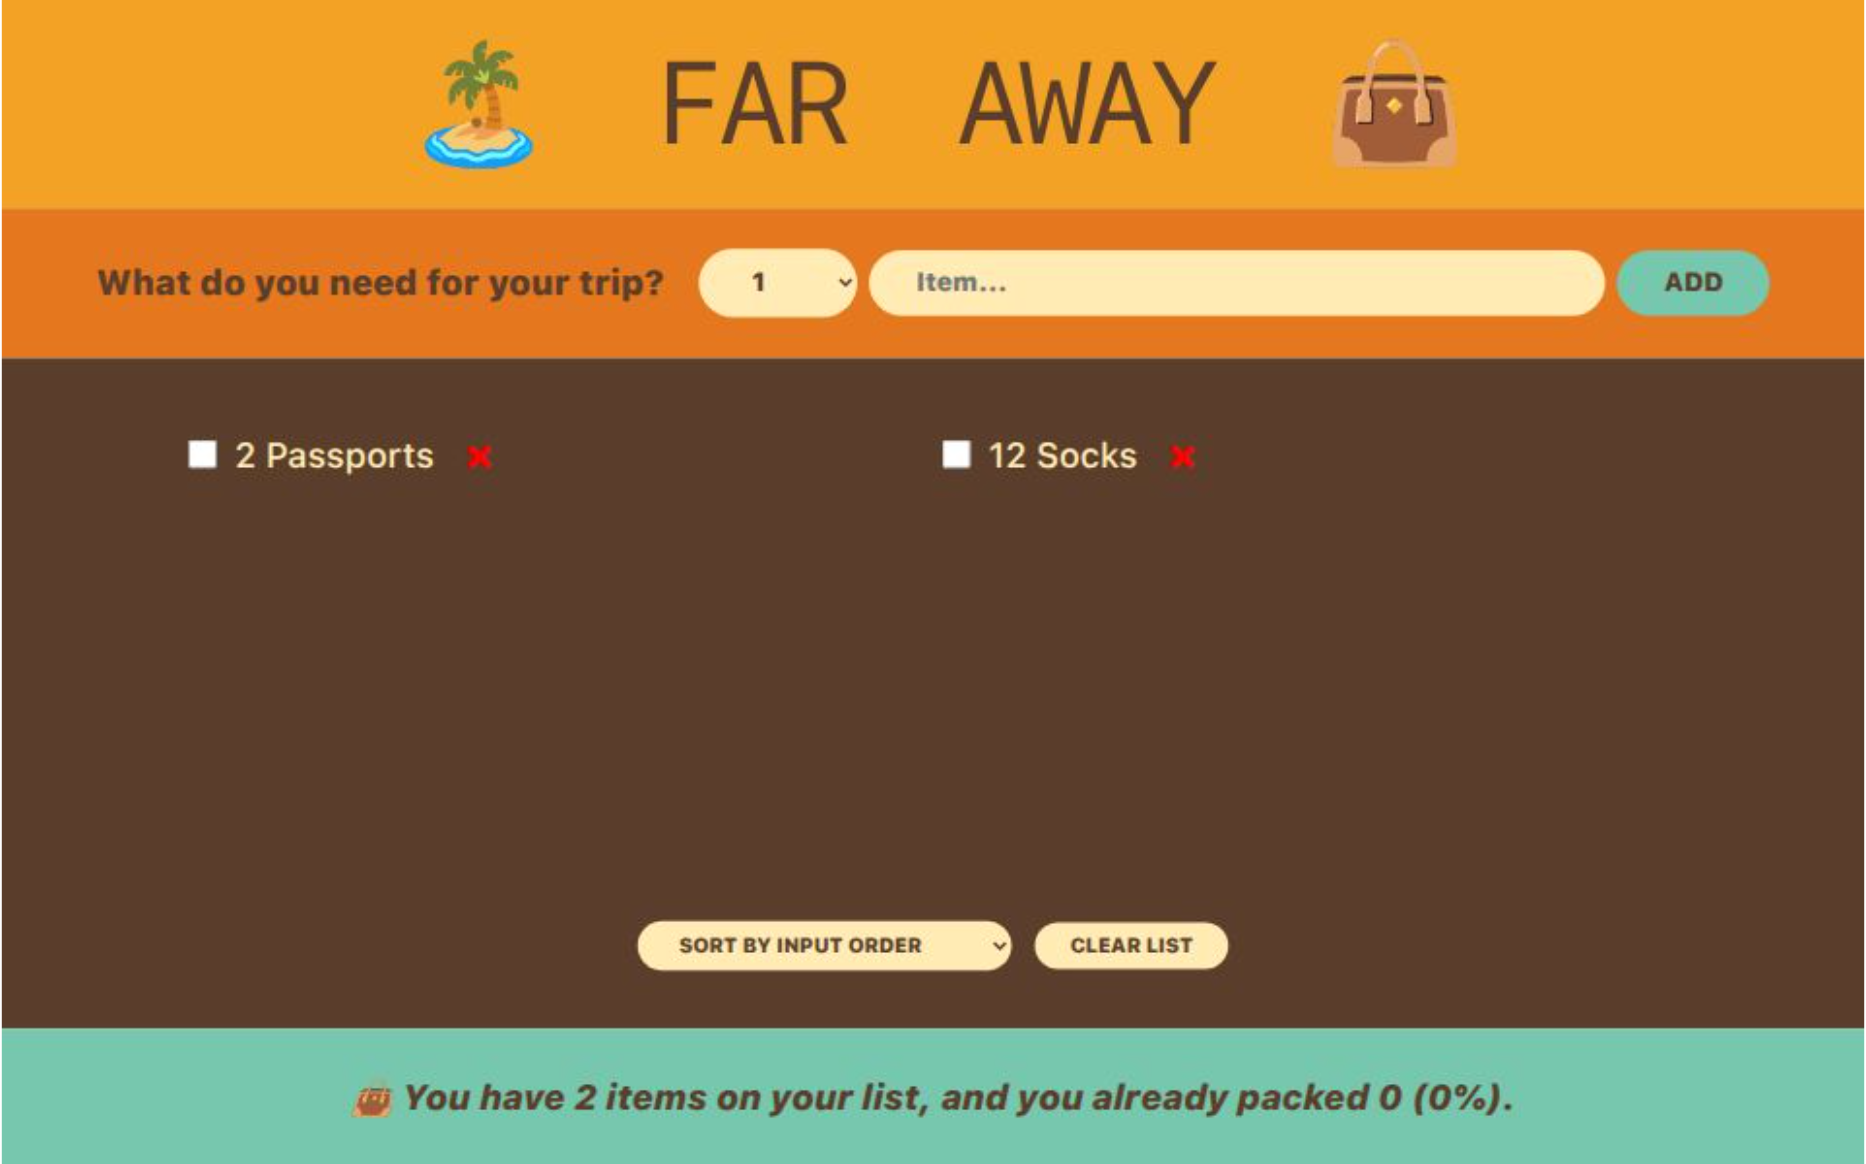 FAR AWAY
What do you need for your trip? 1 Item... ADD
2 Passports 12 Socks
SORT BY INPUT ORDER CLEAR LIST
You have 2 items on your list, and you already packed 0 (0%).